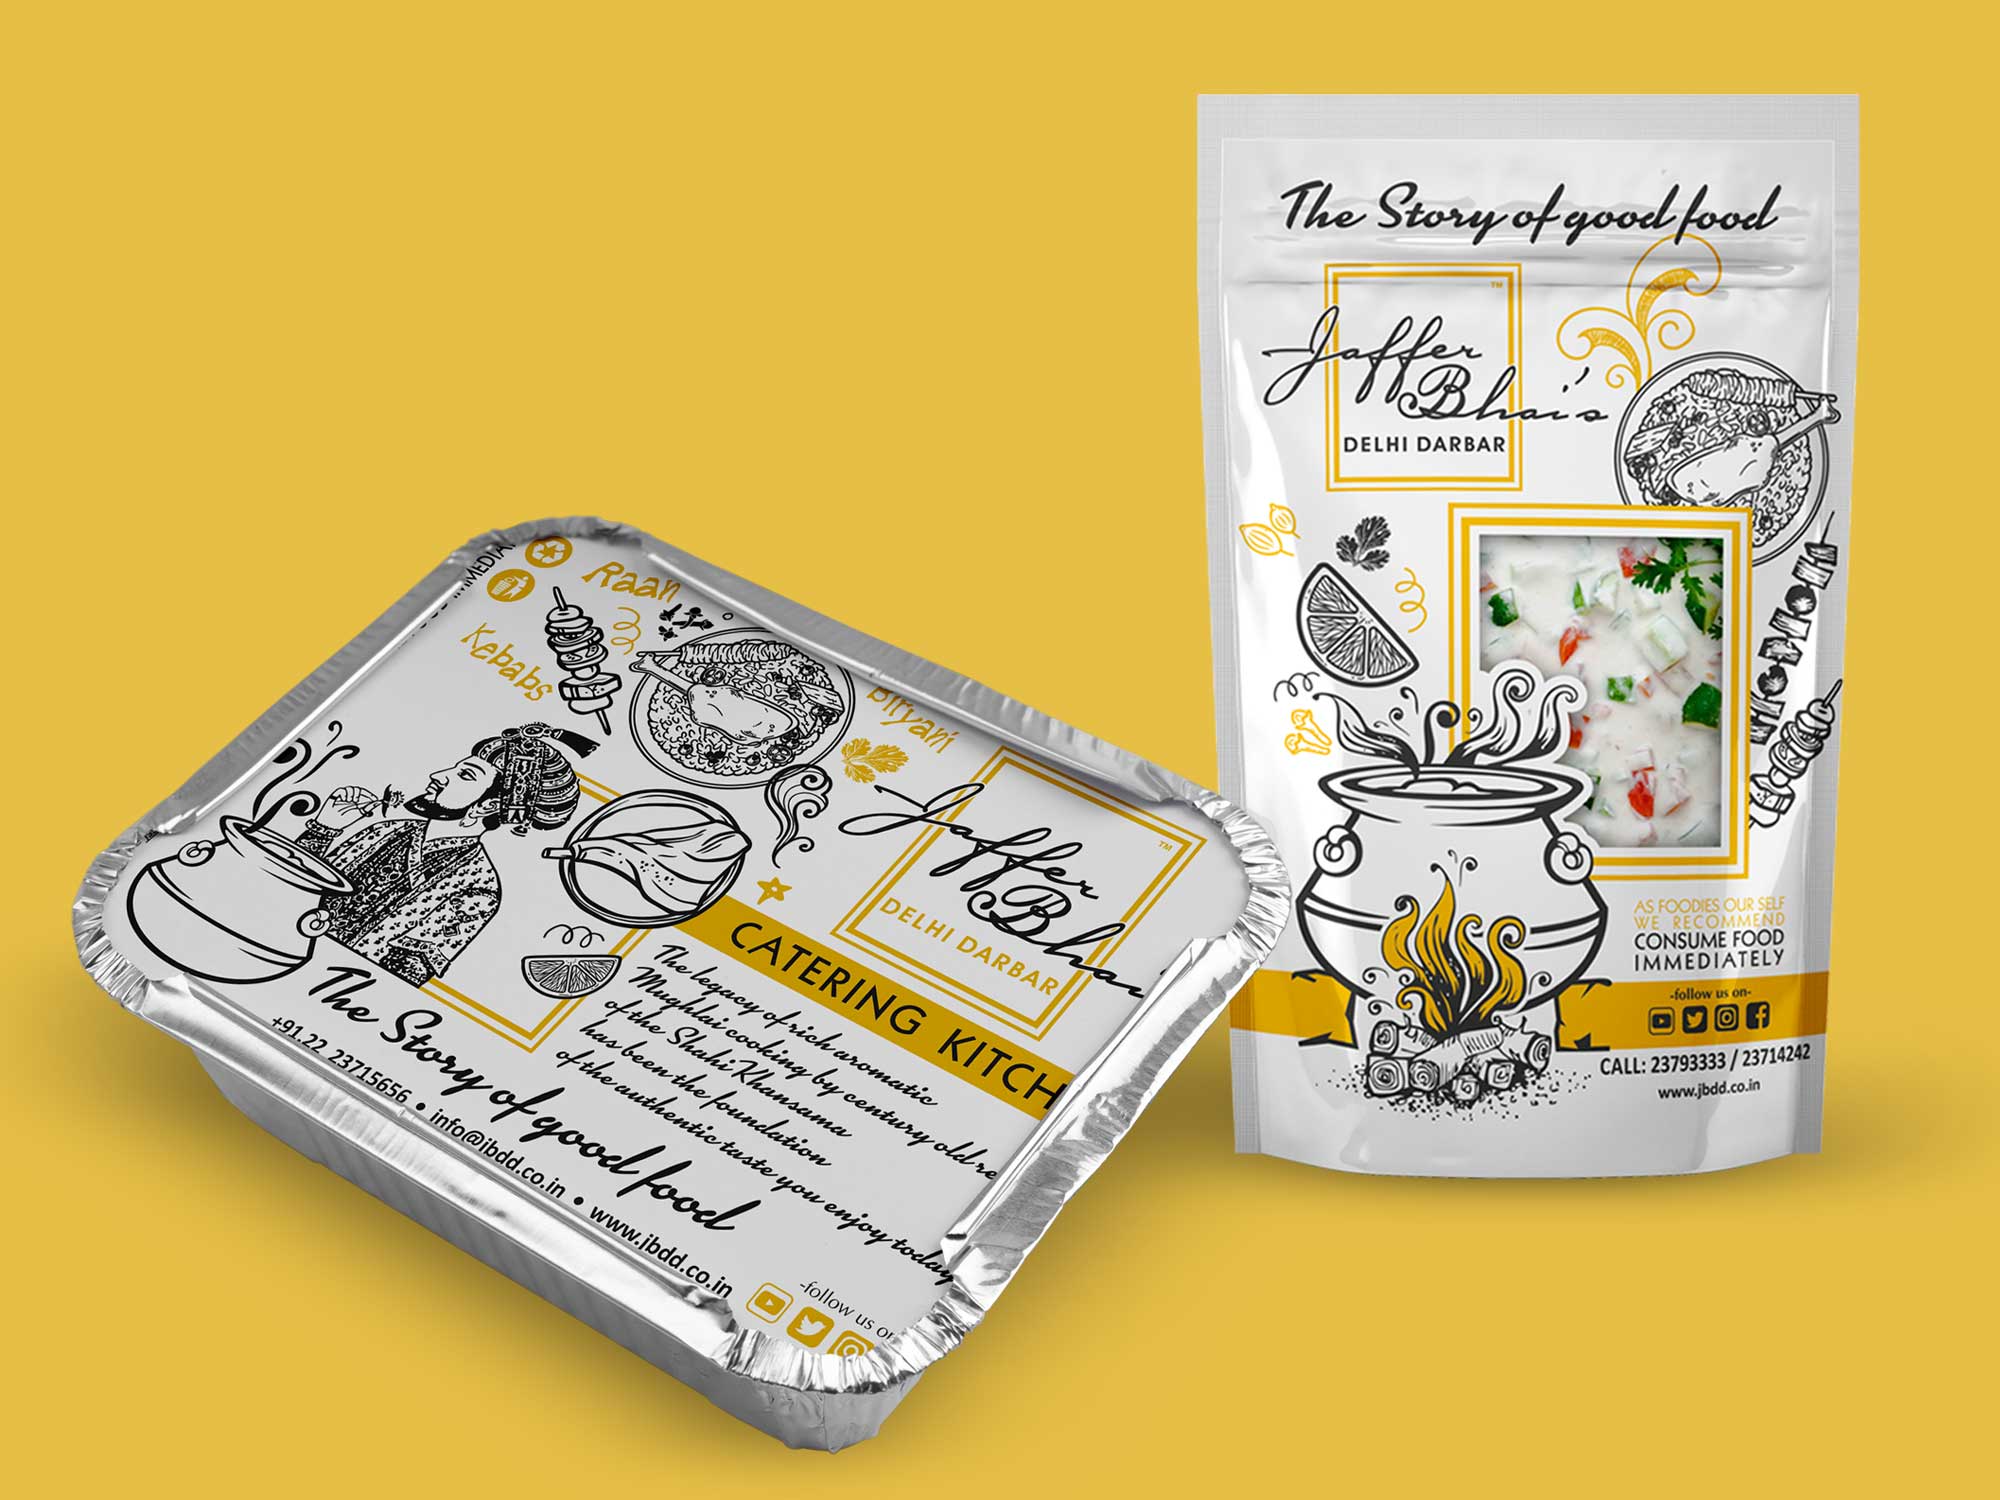 IMMEDIAT
Raan
Kebabs
Biryani
Jaffer
Bhai
DELHI DARBAR
TM
CATERING KITCH
The legacy of rich aromatic
Mughlai cooking by century old re
of the Shahi Khansama
has been the foundation
of the authentic taste you enjoy today
The Story of good food
+91.22 23715656 • info@jbdd.co.in • www.jbdd.co.in
-follow us on
The Story of good food
TM
Jaffer
Bhai's
DELHI DARBAR
AS FOODIES OUR SELF
WE RECOMMEND
CONSUME FOOD
IMMEDIATELY
-follow us on-
CALL: 23793333 / 23714242
www.jbdd.co.in